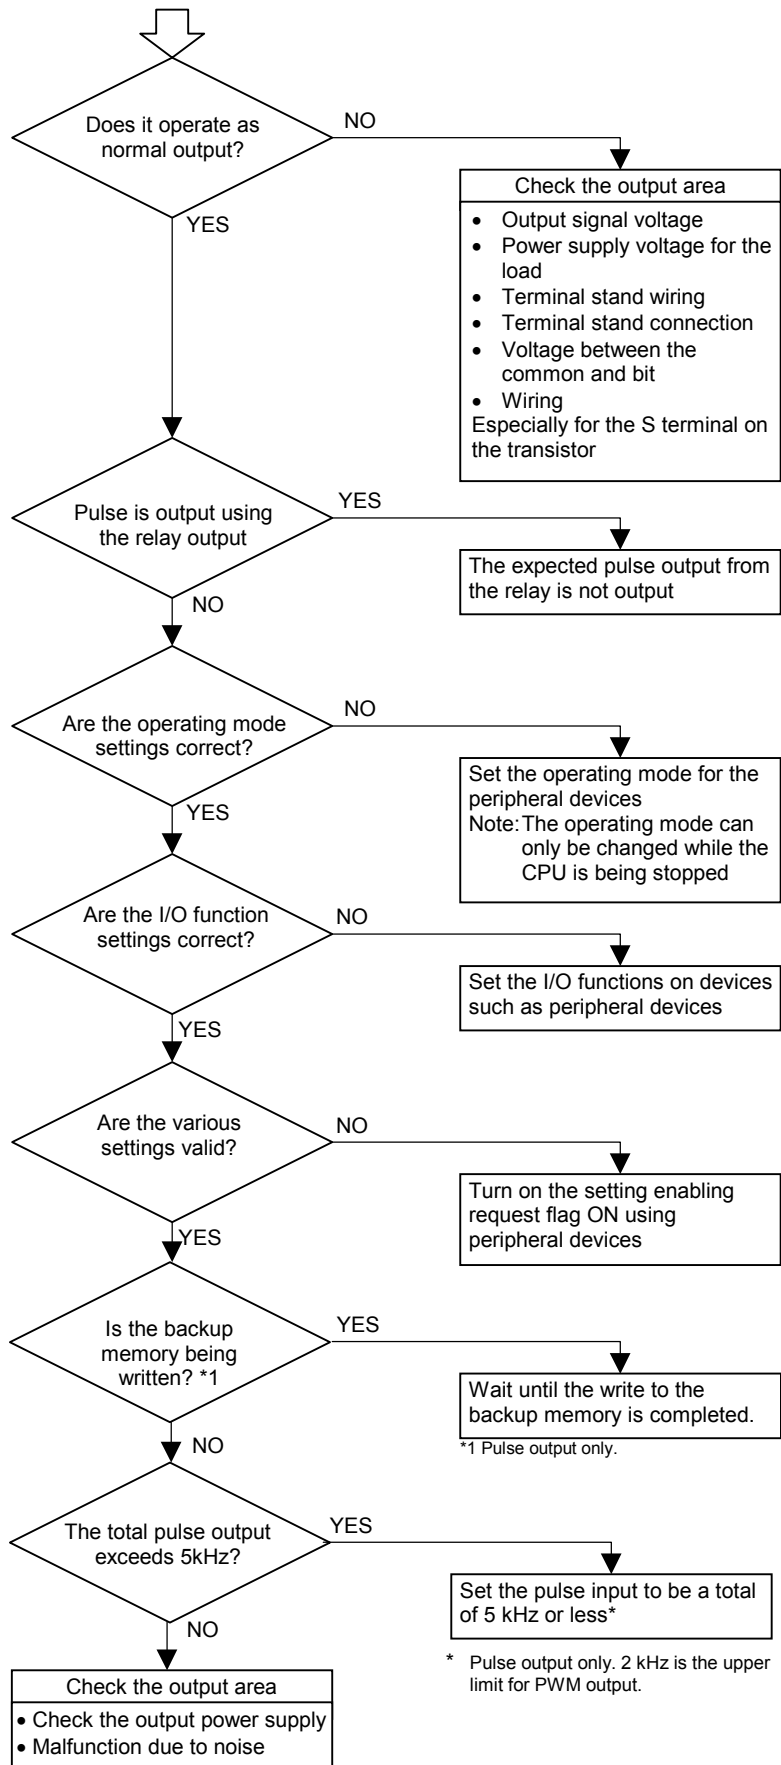 Does it operate as
normal output?
NO
YES
Check the output area
• Output signal voltage
• Power supply voltage for the
load
• Terminal stand wiring
• Terminal stand connection
• Voltage between the
common and bit
• Wiring
Especially for the S terminal on
the transistor
Pulse is output using
the relay output
YES
NO
The expected pulse output from
the relay is not output
Are the operating mode
settings correct?
NO
YES
Set the operating mode for the
peripheral devices
Note: The operating mode can
only be changed while the
CPU is being stopped
Are the I/O function
settings correct?
NO
YES
Set the I/O functions on devices
such as peripheral devices
Are the various
settings valid?
NO
YES
Turn on the setting enabling
request flag ON using
peripheral devices
Is the backup
memory being
written? *1
YES
NO
Wait until the write to the
backup memory is completed.
*1 Pulse output only.
The total pulse output
exceeds 5kHz?
YES
NO
Set the pulse input to be a total
of 5 kHz or less*
* Pulse output only. 2 kHz is the upper
limit for PWM output.
Check the output area
• Check the output power supply
• Malfunction due to noise